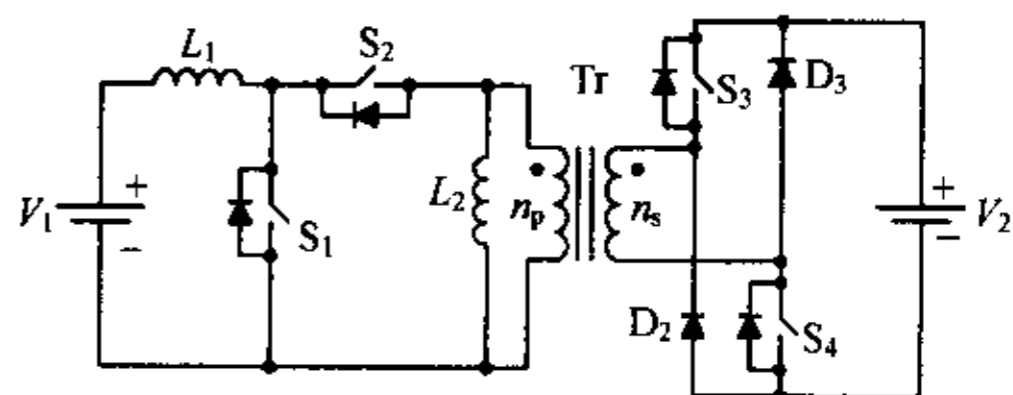 L1
S2
Tr
S3
D3
V1
+
−
S1
L2
np
ns
D2
S4
+
−
V2